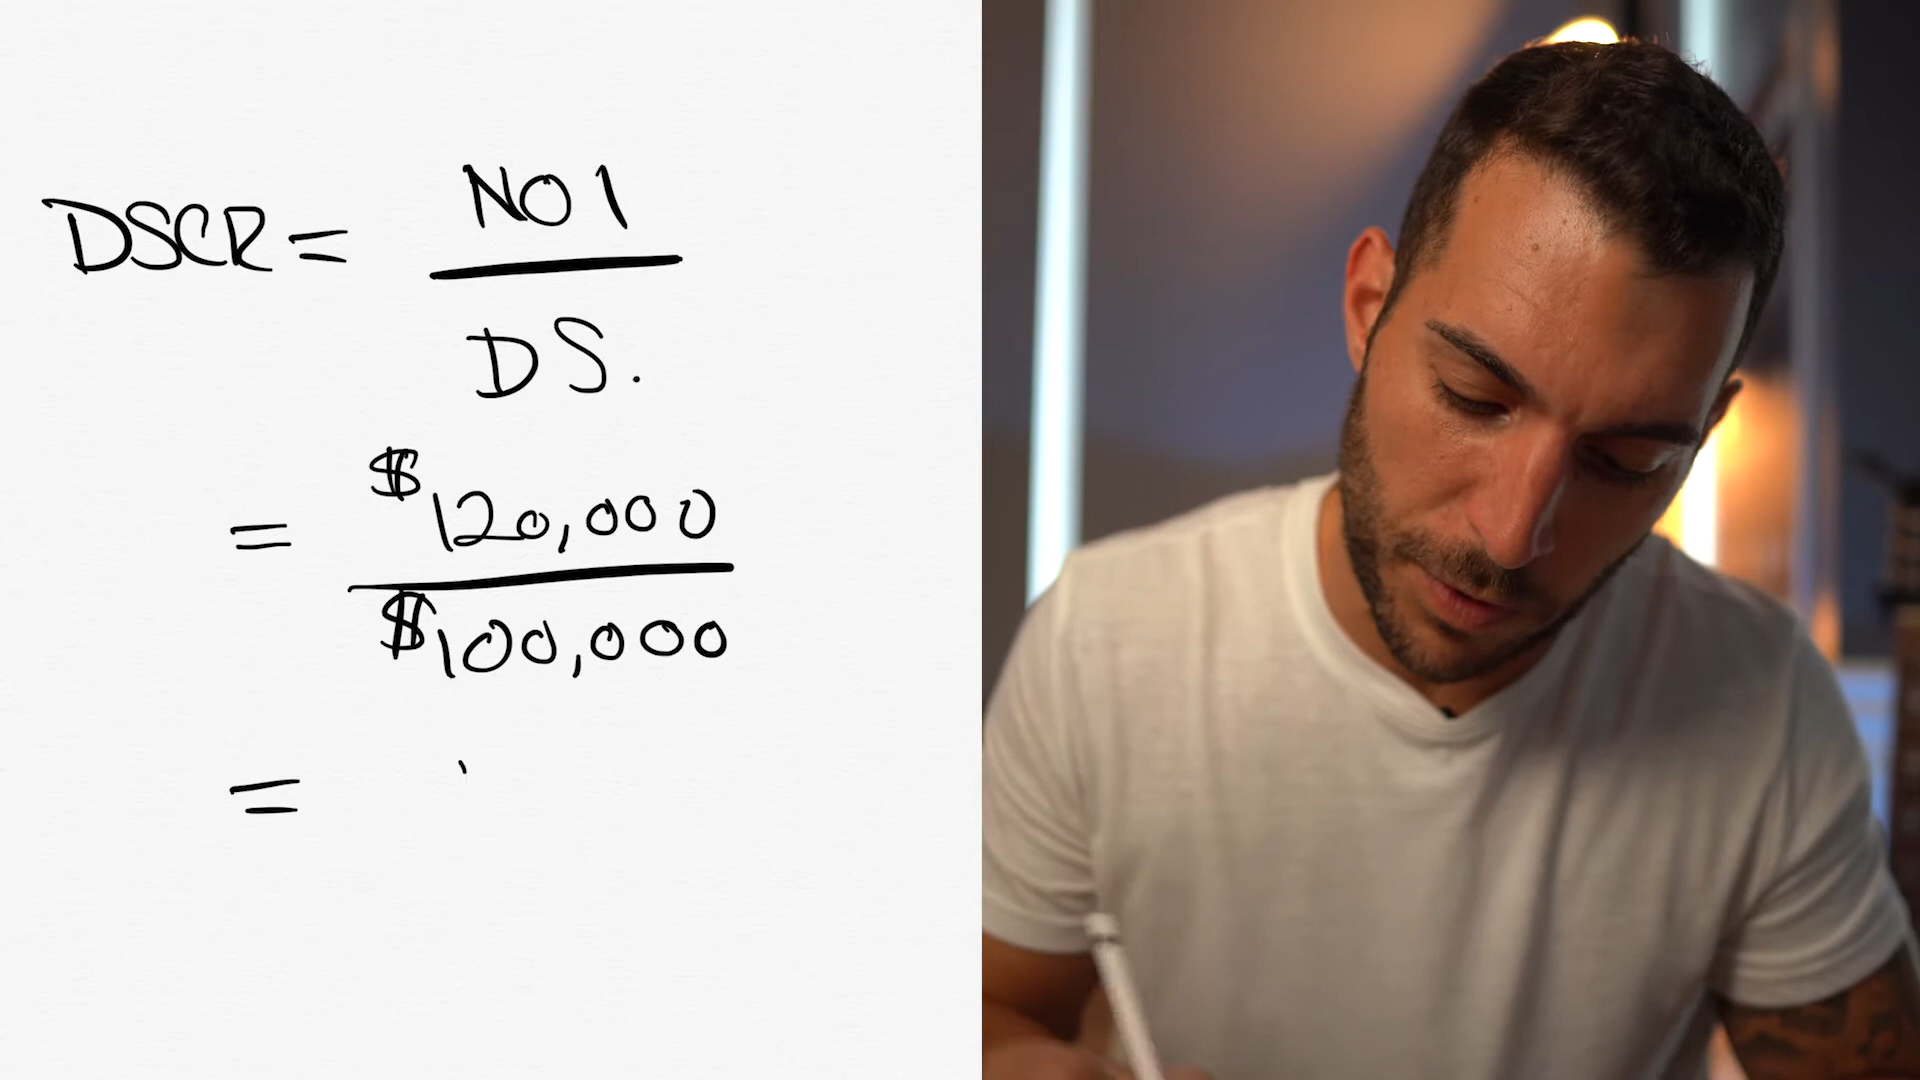 DSCR = NOI
DS.
= $120,000
$100,000
=